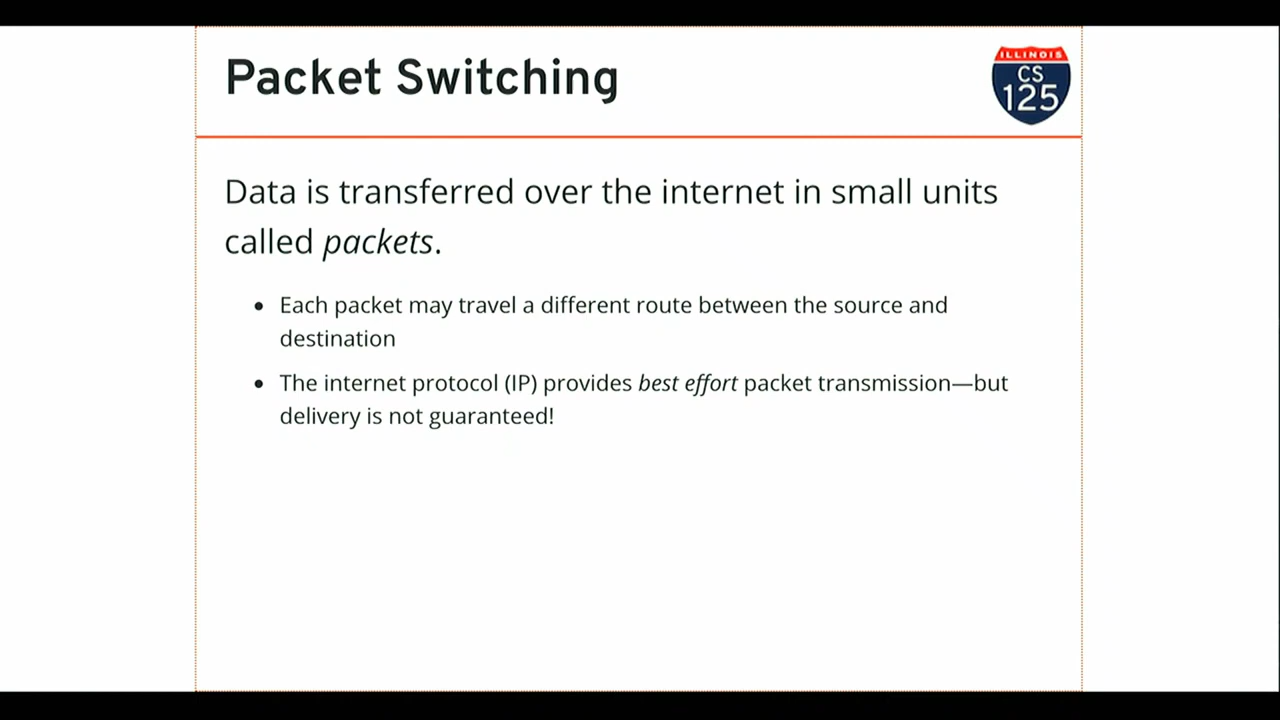 Packet Switching
ILLINOIS
CS
125
Data is transferred over the internet in small units
called packets.
• Each packet may travel a different route between the source and
destination
• The internet protocol (IP) provides best effort packet transmission—but
delivery is not guaranteed!